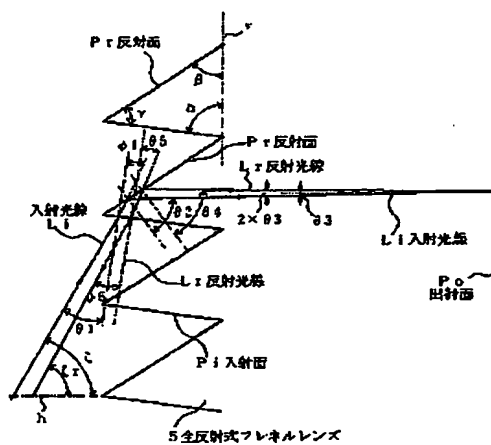 Pr反射面
r
β
γ
α
Pr反射面
φ1
θ5
Lr反射光線
入射光線
Li
θ2
θ4
2×θ3
θ3
Li入射光線
Lr反射光線
Po
出射面
φ6
θ1
i
ir
Pi入射面
h
5全反射式フレネルレンズ